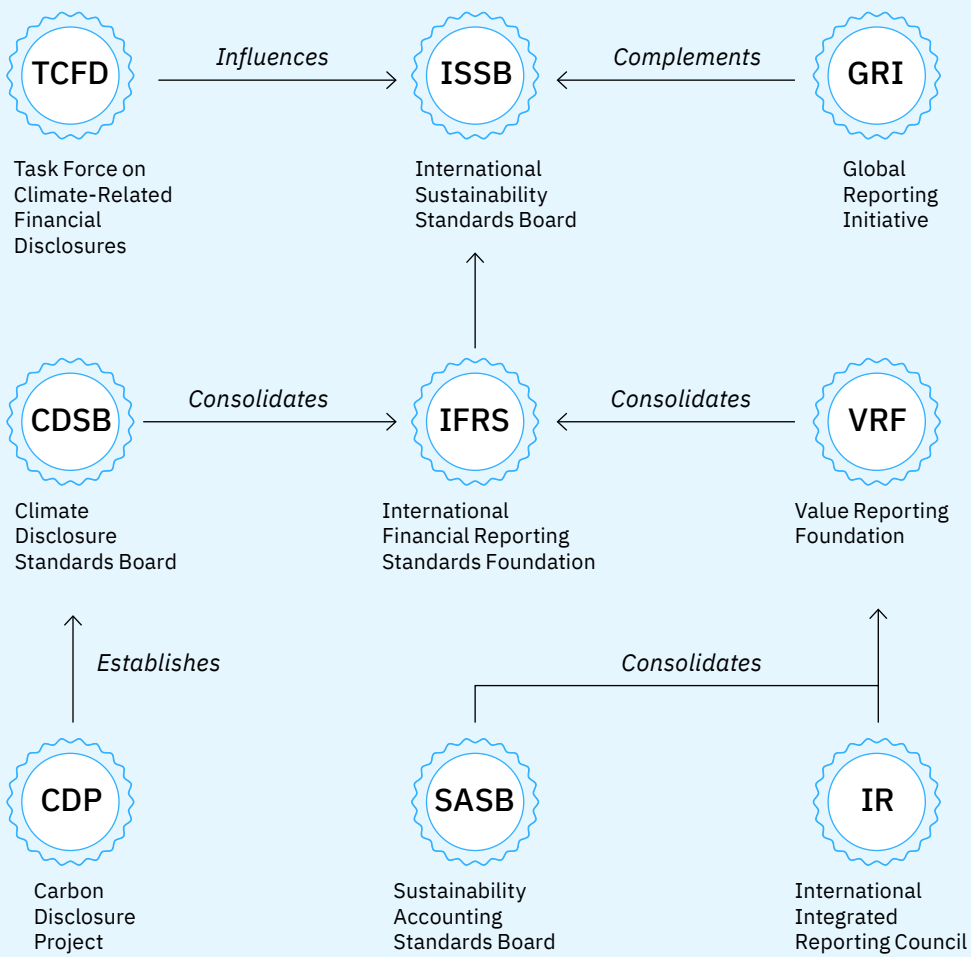 TCFD
Influences
ISSB
Complements
GRI
Task Force on
Climate-Related
Financial
Disclosures
International
Sustainability
Standards Board
Global
Reporting
Initiative
CDSB
Consolidates
IFRS
Consolidates
VRF
Climate
Disclosure
Standards Board
International
Financial Reporting
Standards Foundation
Value Reporting
Foundation
Establishes
Consolidates
CDP
SASB
IR
Carbon
Disclosure
Project
Sustainability
Accounting
Standards Board
International
Integrated
Reporting Council